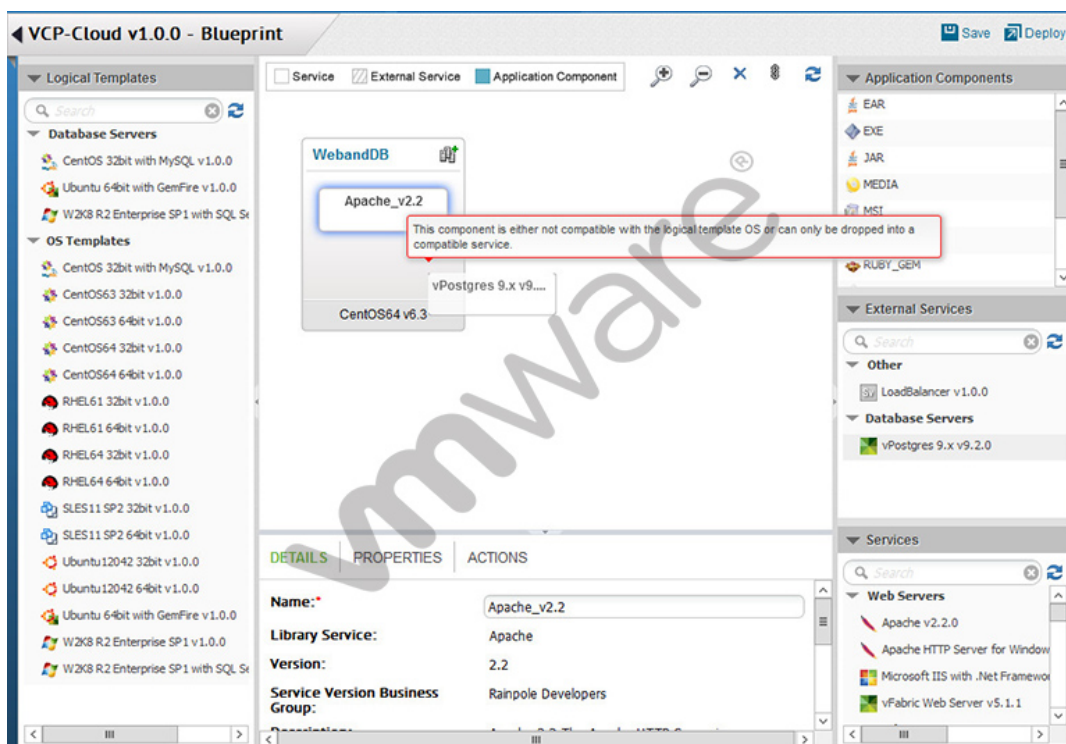 VCP-Cloud v1.0.0 - Blueprint
Save
Deploy
Logical Templates
Search
Database Servers
CentOS 32bit with MySQL v1.0.0
Ubuntu 64bit with GemFire v1.0.0
W2K8 R2 Enterprise SP1 with SQL Se
OS Templates
CentOS 32bit with MySQL v1.0.0
CentOS63 32bit v1.0.0
CentOS63 64bit v1.0.0
CentOS64 32bit v1.0.0
CentOS64 64bit v1.0.0
RHEL61 32bit v1.0.0
RHEL61 64bit v1.0.0
RHEL64 32bit v1.0.0
RHEL64 64bit v1.0.0
SLES11 SP2 32bit v1.0.0
SLES11 SP2 64bit v1.0.0
Ubuntu12042 32bit v1.0.0
Ubuntu12042 64bit v1.0.0
Ubuntu 64bit with GemFire v1.0.0
W2K8 R2 Enterprise SP1 v1.0.0
W2K8 R2 Enterprise SP1 with SQL Se
Service
External Service
Application Component
WebandDB
Apache_v2.2
This component is either not compatible with the logical template OS or can only be dropped into a
compatible service.
vPostgres 9.x v9....
CentOS64 v6.3
vmware®
DETAILS
PROPERTIES
ACTIONS
Name:*
Apache_v2.2
Library Service:
Apache
Version:
2.2
Service Version Business
Group:
Rainpole Developers
Application Components
EAR
EXE
JAR
MEDIA
MSI
RUBY_GEM
External Services
Search
Other
LoadBalancer v1.0.0
Database Servers
vPostgres 9.x v9.2.0
Services
Search
Web Servers
Apache v2.2.0
Apache HTTP Server for Window
Microsoft IIS with .Net Framewor
vFabric Web Server v5.1.1